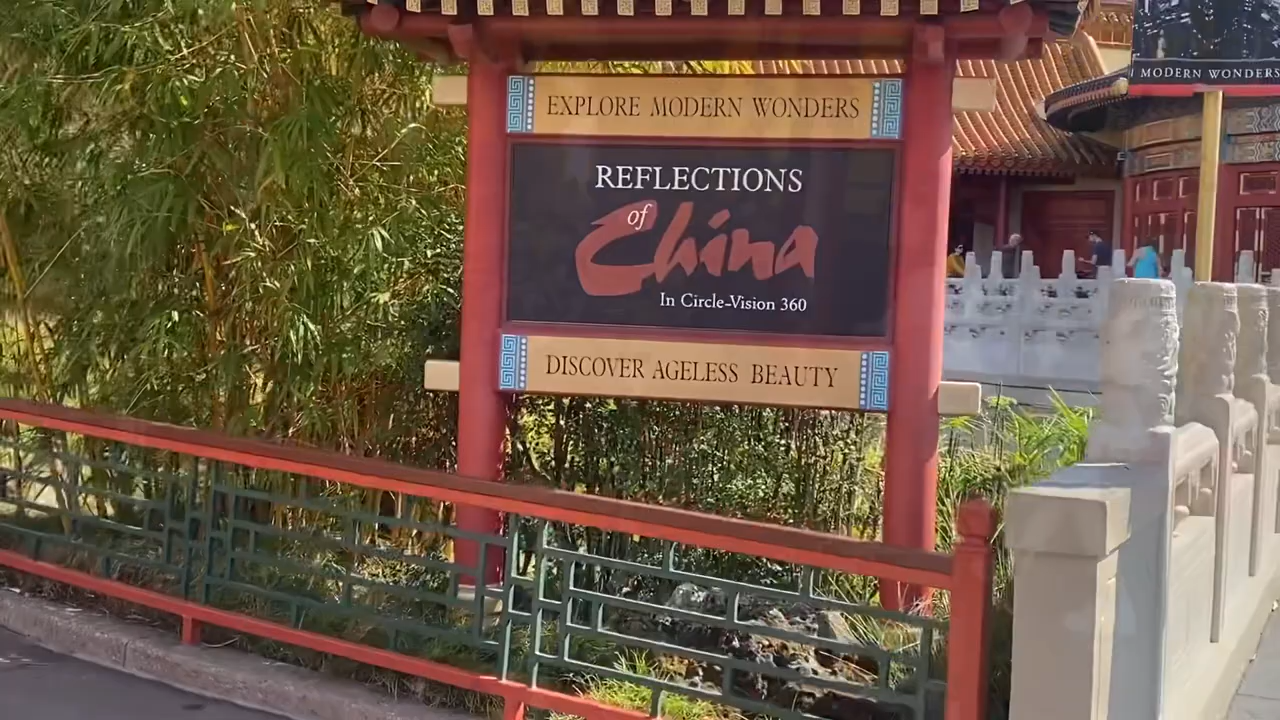 EXPLORE MODERN WONDERS
REFLECTIONS
of
China
In Circle-Vision 360
DISCOVER AGELESS BEAUTY
MODERN WONDERS